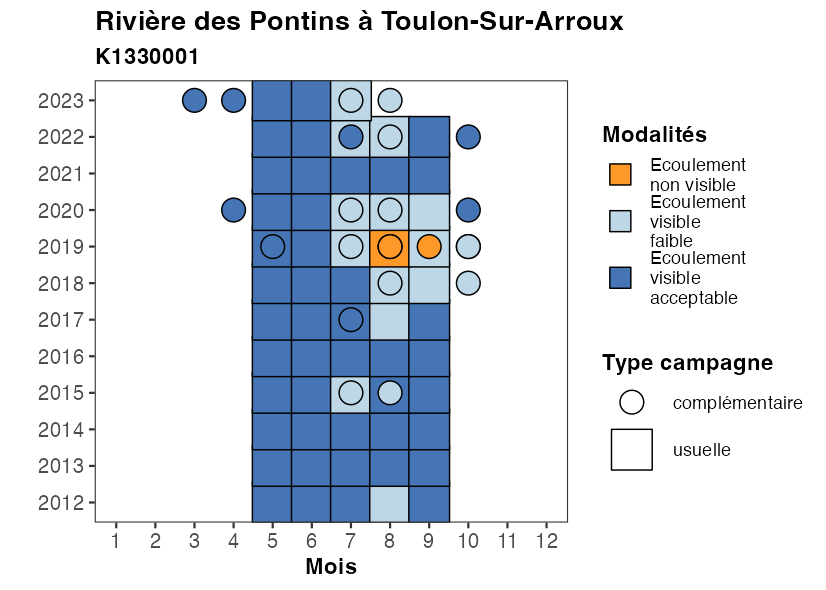 Rivière des Pontins à Toulon-Sur-Arroux
K1330001
2023
2022
2021
2020
2019
2018
2017
2016
2015
2014
2013
2012
1 2 3 4 5 6 7 8 9 10 11 12
Mois
Modalités
Ecoulement
non visible
Ecoulement
visible
faible
Ecoulement
visible
acceptable
Type campagne
complémentaire
usuelle